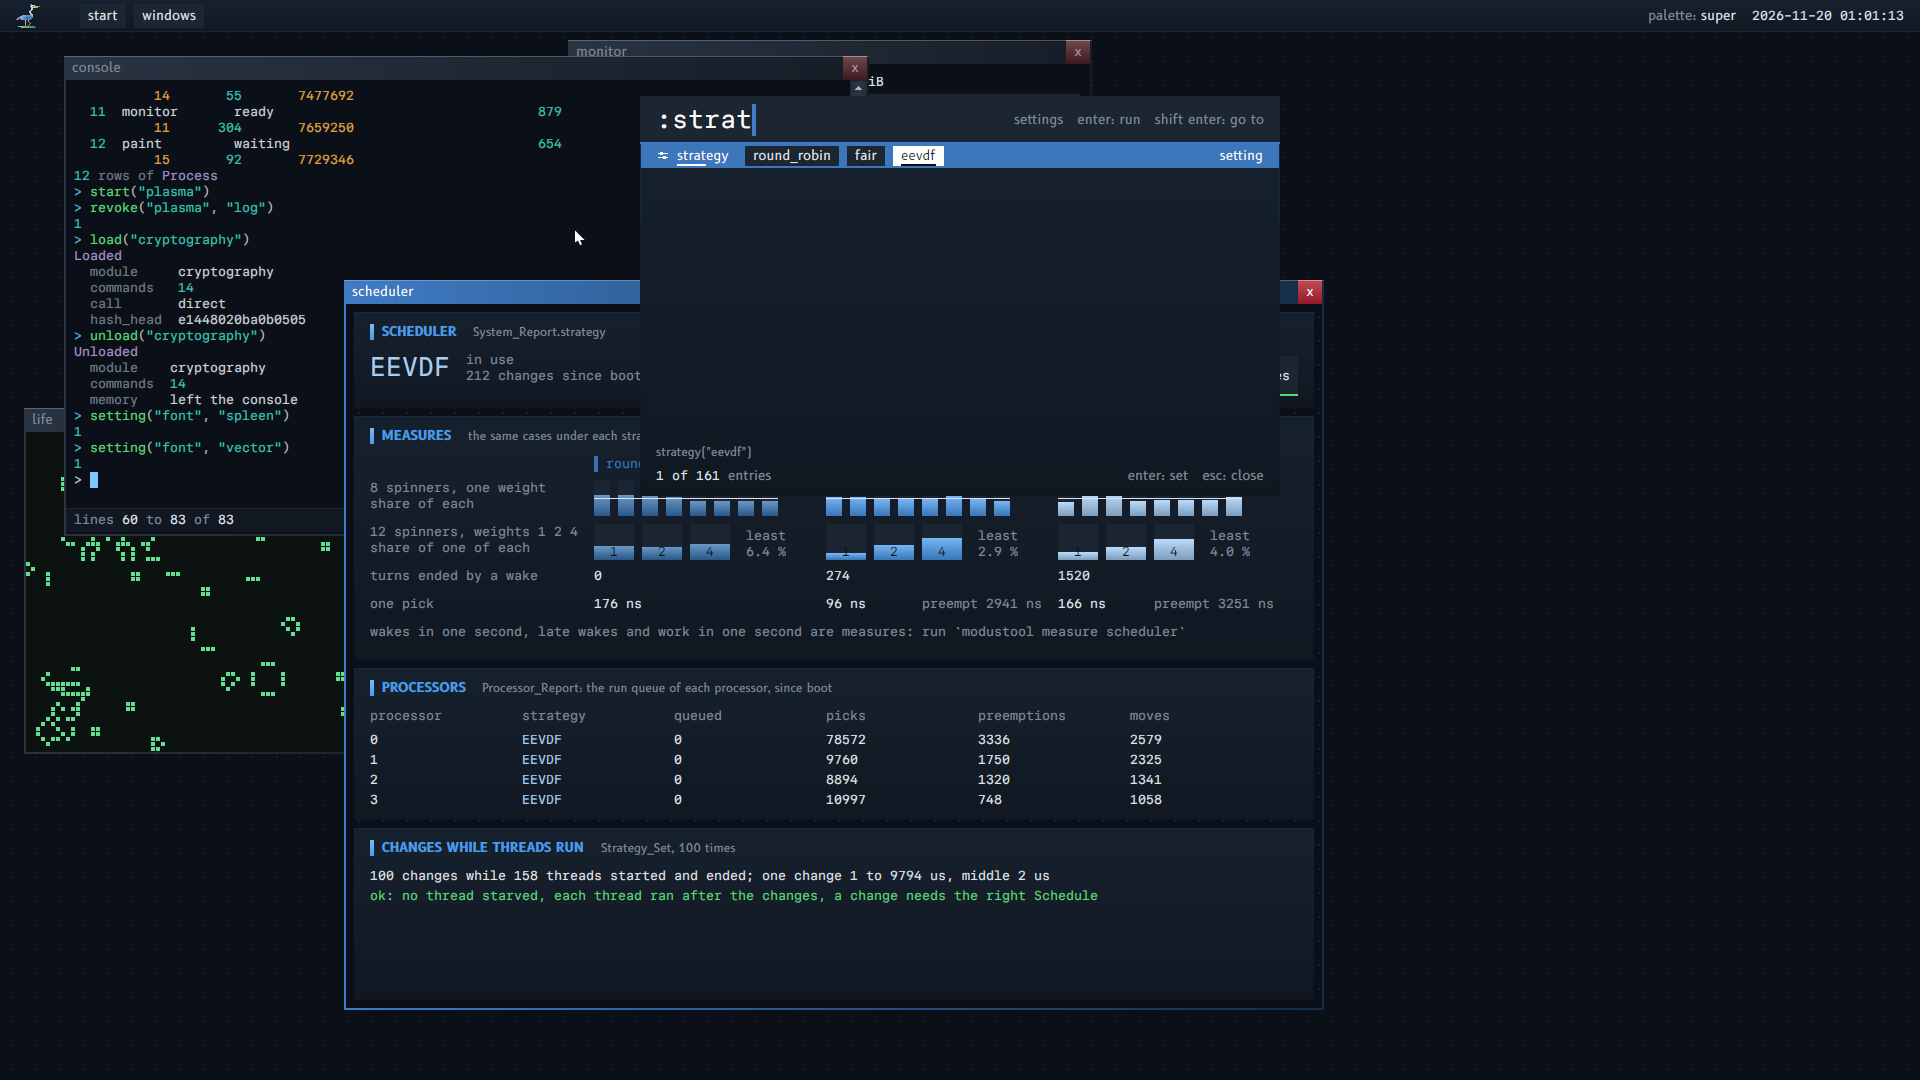 start windows palette: super 2026-11-20 01:01:13
monitor x
console x
iB
14 55 7477692
11 monitor ready 879
11 304 7659250
12 paint waiting 654
15 92 7729346
12 rows of Process
> start("plasma")
> revoke("plasma", "log")
1
> load("cryptography")
Loaded
module cryptography
commands 14
call direct
hash_head e1448020ba0b0505
> unload("cryptography")
Unloaded
module cryptography
commands 14
memory left the console
> setting("font", "spleen")
1
> setting("font", "vector")
1
>
lines 60 to 83 of 83
life
:strat settings enter: run shift enter: go to
strategy round_robin fair eevdf setting
strategy["eevdf"]
1 of 161 entries enter: set esc: close
scheduler x
SCHEDULER System_Report.strategy
EEVDF in use
212 changes since boot
MEASURES the same cases under each stra
roun
8 spinners, one weight
share of each
12 spinners, weights 1 2 4
share of one of each
1 2 4 least 6.4 % 1 2 4 least 2.9 % 1 2 4 least 4.0 %
turns ended by a wake 0 274 1520
one pick 176 ns 96 ns preempt 2941 ns 166 ns preempt 3251 ns
wakes in one second, late wakes and work in one second are measures: run `modustool measure scheduler`
PROCESSORS Processor_Report: the run queue of each processor, since boot
processor strategy queued picks preemptions moves
0 EEVDF 0 78572 3336 2579
1 EEVDF 0 9760 1750 2325
2 EEVDF 0 8894 1320 1341
3 EEVDF 0 10997 748 1058
CHANGES WHILE THREADS RUN Strategy_Set, 100 times
100 changes while 158 threads started and ended; one change 1 to 9794 us, middle 2 us
ok: no thread starved, each thread ran after the changes, a change needs the right Schedule